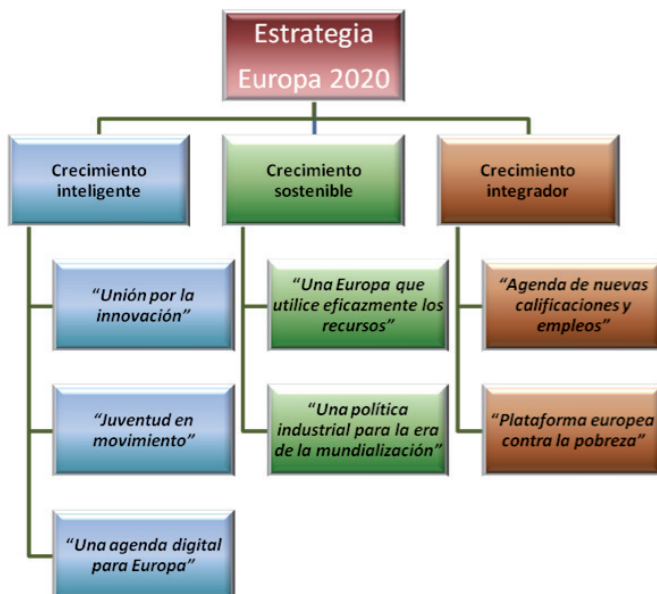 Estrategia
Europa 2020
Crecimiento
inteligente
Crecimiento
sostenible
Crecimiento
integrador
“Unión por la
innovación”
“Una Europa que
utilice eficazmente los
recursos”
“Agenda de nuevas
calificaciones y
empleos”
“Juventud en
movimiento”
“Una política
industrial para la era
de la mundialización”
“Plataforma europea
contra la pobreza”
“Una agenda digital
para Europa”